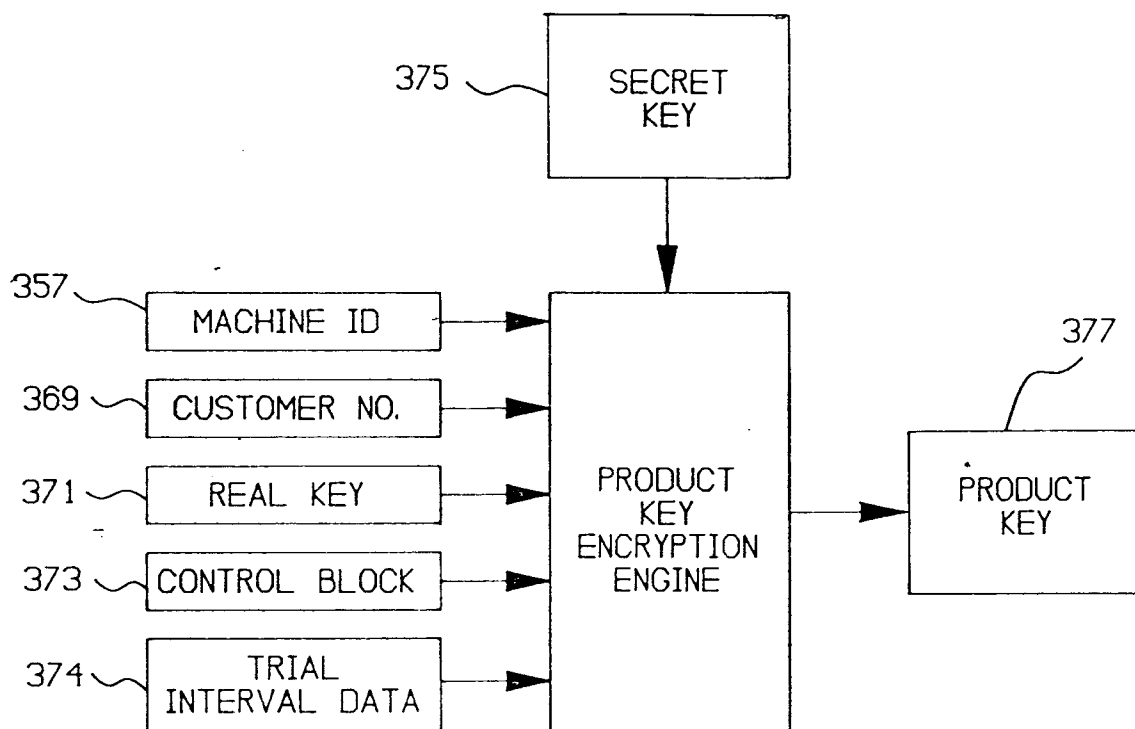 375
SECRET
KEY
357
MACHINE ID
377
369
CUSTOMER NO.
371
REAL KEY
PRODUCT
KEY
ENCRYPTION
ENGINE
PRODUCT
KEY
373
CONTROL BLOCK
374
TRIAL
INTERVAL DATA